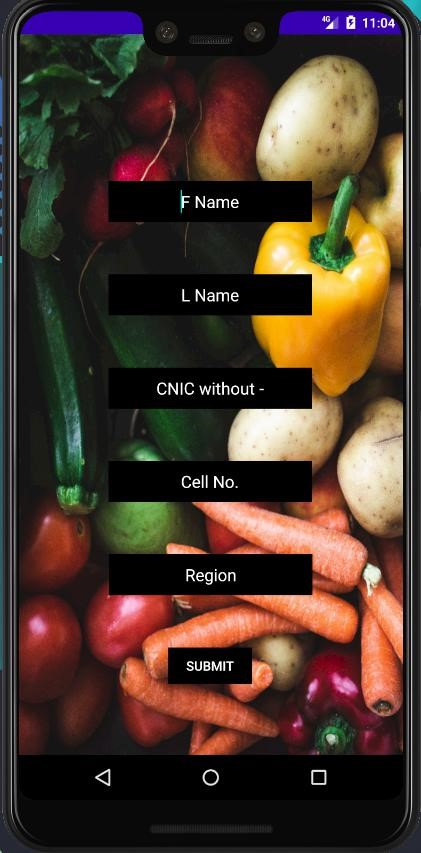 4G 11:04
F Name
L Name
CNIC without -
Cell No.
Region
SUBMIT